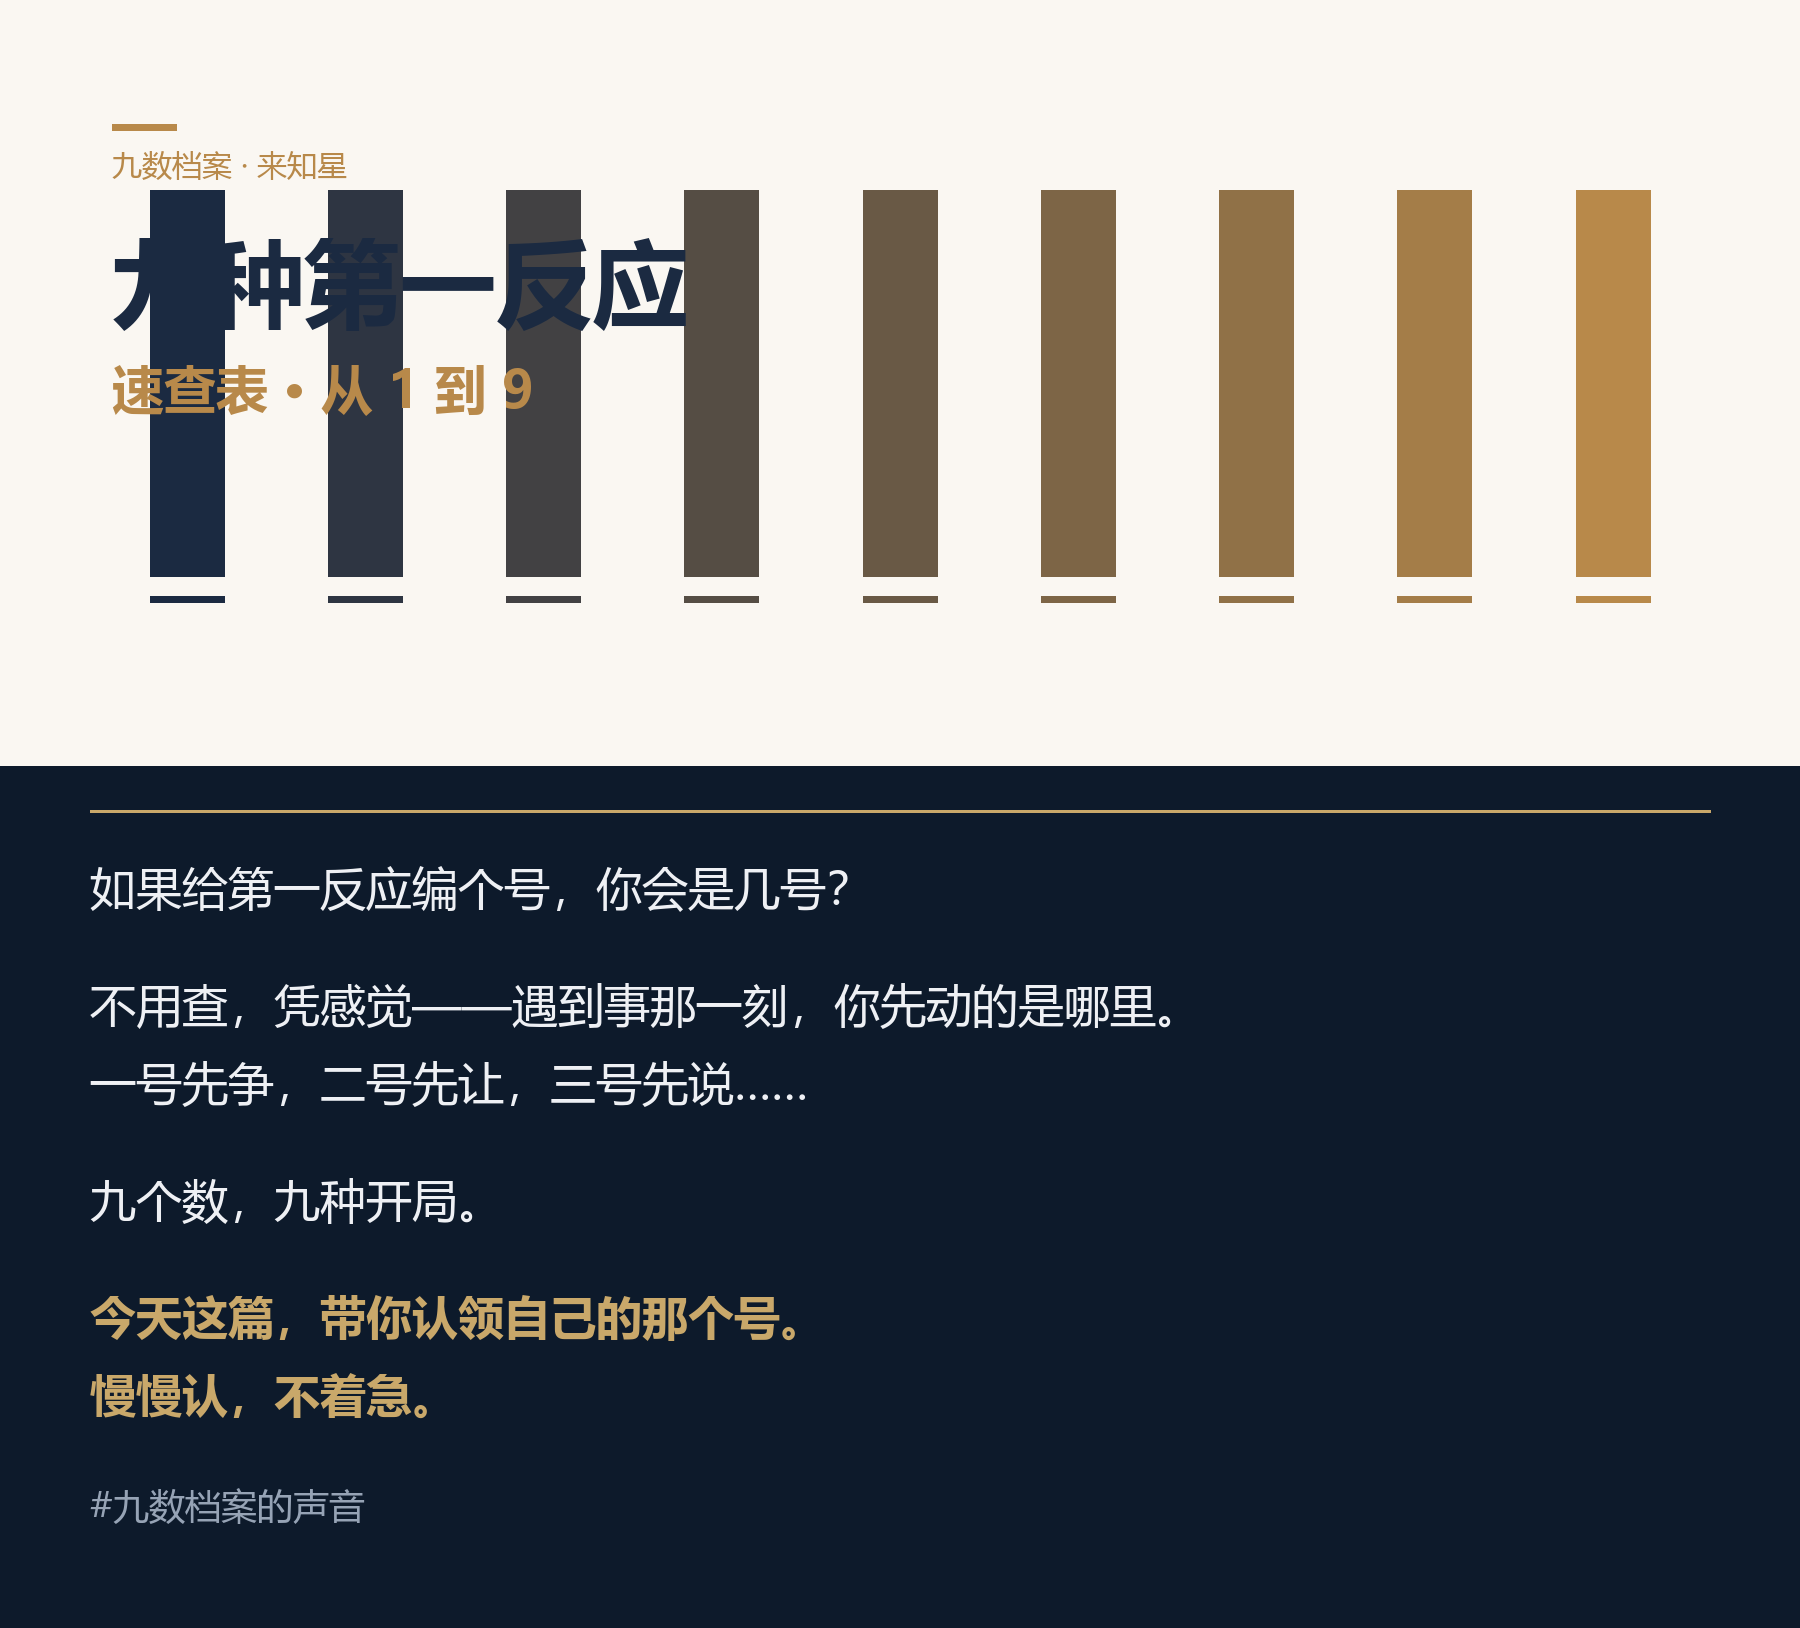 九数档案 · 来知星
九种第一反应
速查表 · 从 1 到 9
如果给第一反应编个号，你会是几号？
不用查，凭感觉——遇到事那一刻，你先动的是哪里。
一号先争，二号先让，三号先说……
九个数，九种开局。
今天这篇，带你认领自己的那个号。
慢慢认，不着急。
#九数档案的声音